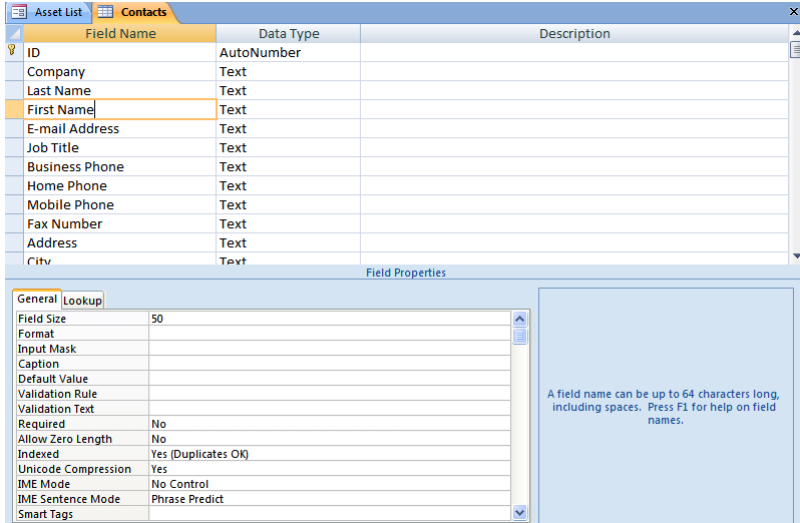 Asset List Contacts ×
Field Name Data Type Description
ID AutoNumber
Company Text
Last Name Text
First Name Text
E-mail Address Text
Job Title Text
Business Phone Text
Home Phone Text
Mobile Phone Text
Fax Number Text
Address Text
City Text
Field Properties
General Lookup
Field Size 50
Format
Input Mask
Caption
Default Value
Validation Rule
Validation Text
Required No
Allow Zero Length No
Indexed Yes (Duplicates OK)
Unicode Compression Yes
IME Mode No Control
IME Sentence Mode Phrase Predict
Smart Tags
A field name can be up to 64 characters long,
including spaces. Press F1 for help on field
names.